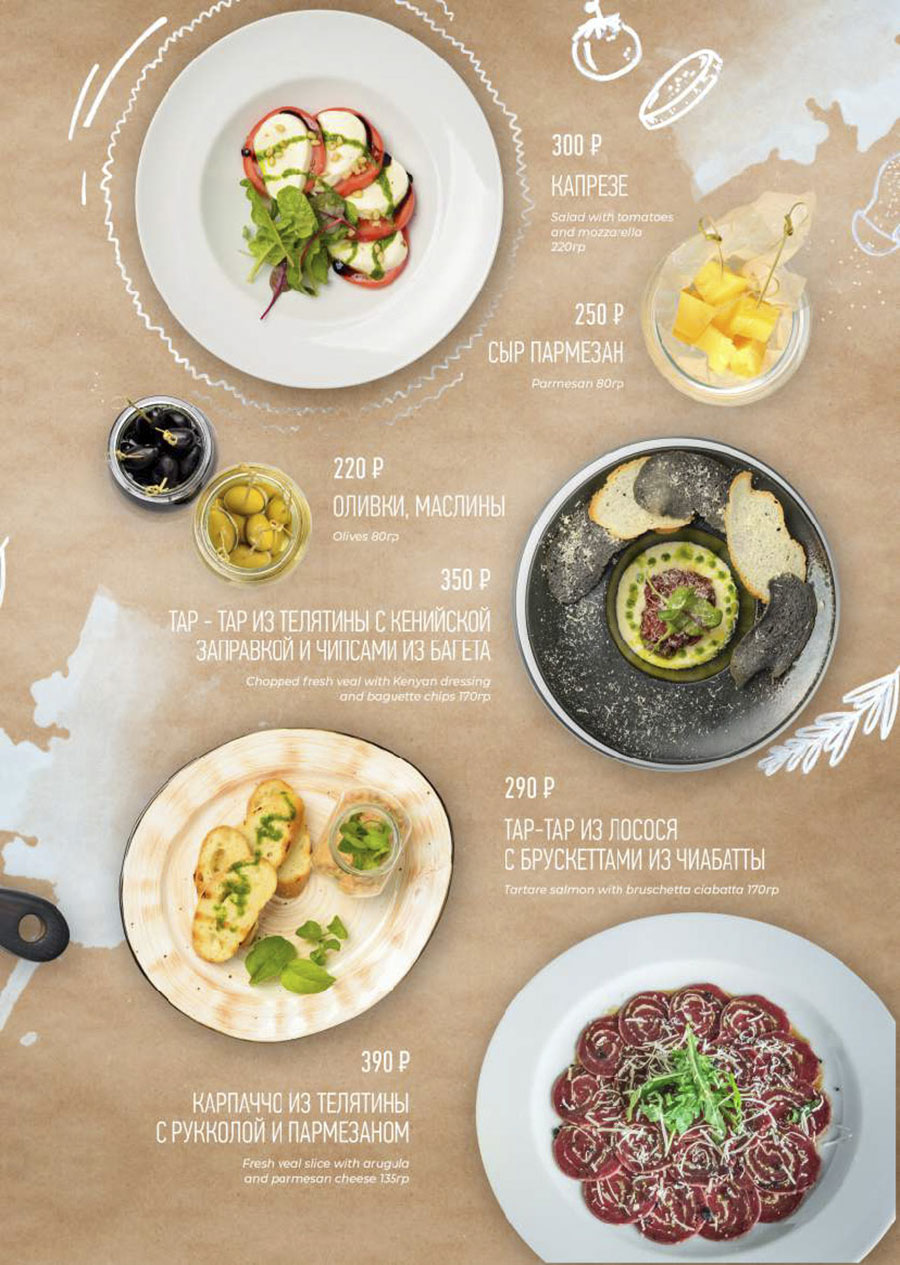 300 ₽
КАПРЕЗЕ
Salad with tomatoes
and mozzarella
220гр
250 ₽
СЫР ПАРМЕЗАН
Parmesan 80гр
220 ₽
ОЛИВКИ, МАСЛИНЫ
Olives 80гр
350 ₽
ТАР - ТАР ИЗ ТЕЛЯТИНЫ С КЕНИЙСКОЙ
ЗАПРАВКОЙ И ЧИПСАМИ ИЗ БАГЕТА
Chopped fresh veal with Kenyan dressing
and baguette chips 170гр
290 ₽
ТАР-ТАР ИЗ ЛОСОСЯ
С БРУСКЕТТАМИ ИЗ ЧИАБАТТЫ
Tartare salmon with bruschetta ciabatta 170гр
390 ₽
КАРПАЧЧО ИЗ ТЕЛЯТИНЫ
С РУККОЛОЙ И ПАРМЕЗАНОМ
Fresh veal slice with arugula
and parmesan cheese 135гр